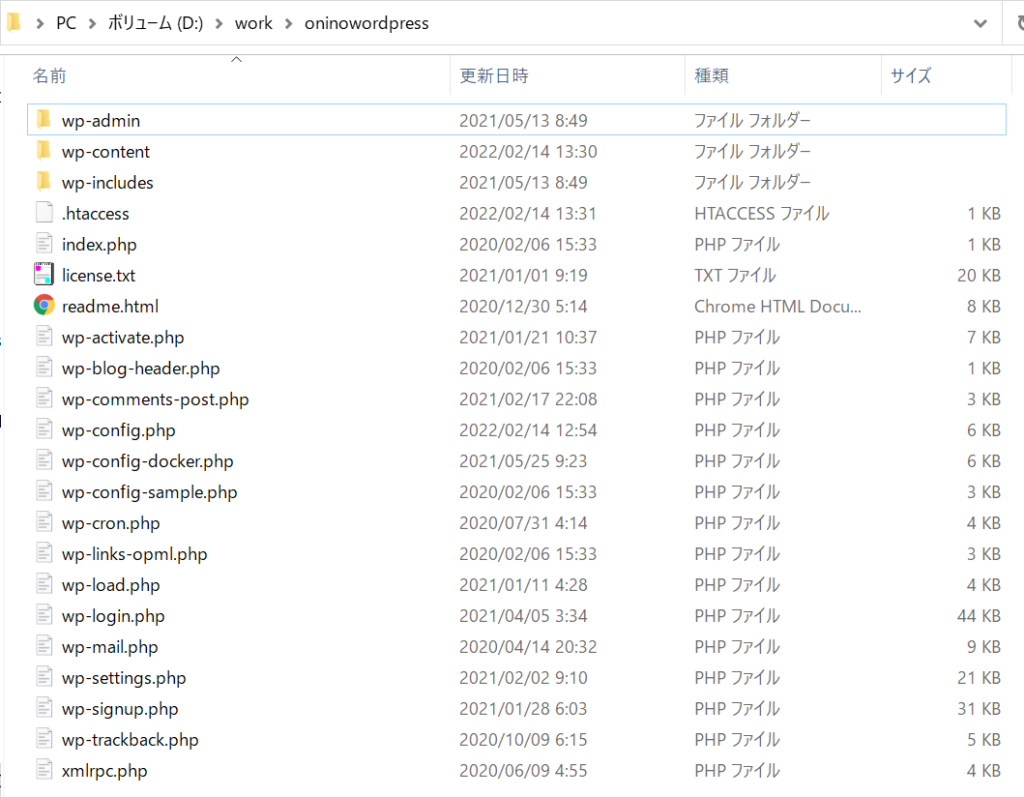 PC > ボリューム (D:) > work > oninowordpress
名前 更新日時 種類 サイズ
wp-admin 2021/05/13 8:49 ファイル フォルダー
wp-content 2022/02/14 13:30 ファイル フォルダー
wp-includes 2021/05/13 8:49 ファイル フォルダー
.htaccess 2022/02/14 13:31 HTACCESS ファイル 1 KB
index.php 2020/02/06 15:33 PHP ファイル 1 KB
license.txt 2021/01/01 9:19 TXT ファイル 20 KB
readme.html 2020/12/30 5:14 Chrome HTML Docu... 8 KB
wp-activate.php 2021/01/21 10:37 PHP ファイル 7 KB
wp-blog-header.php 2020/02/06 15:33 PHP ファイル 1 KB
wp-comments-post.php 2021/02/17 22:08 PHP ファイル 3 KB
wp-config.php 2022/02/14 12:54 PHP ファイル 6 KB
wp-config-docker.php 2021/05/25 9:23 PHP ファイル 6 KB
wp-config-sample.php 2020/02/06 15:33 PHP ファイル 3 KB
wp-cron.php 2020/07/31 4:14 PHP ファイル 4 KB
wp-links-opml.php 2020/02/06 15:33 PHP ファイル 3 KB
wp-load.php 2021/01/11 4:28 PHP ファイル 4 KB
wp-login.php 2021/04/05 3:34 PHP ファイル 44 KB
wp-mail.php 2020/04/14 20:32 PHP ファイル 9 KB
wp-settings.php 2021/02/02 9:10 PHP ファイル 21 KB
wp-signup.php 2021/01/28 6:03 PHP ファイル 31 KB
wp-trackback.php 2020/10/09 6:15 PHP ファイル 5 KB
xmlrpc.php 2020/06/09 4:55 PHP ファイル 4 KB